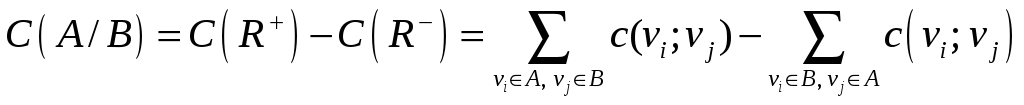 C( A/B) = C( R⁺ ) − C( R⁻ ) = ∑_{v_i∈A, v_j∈B} c(v_i; v_j) − ∑_{v_i∈B, v_j∈A} c( v_i; v_j )